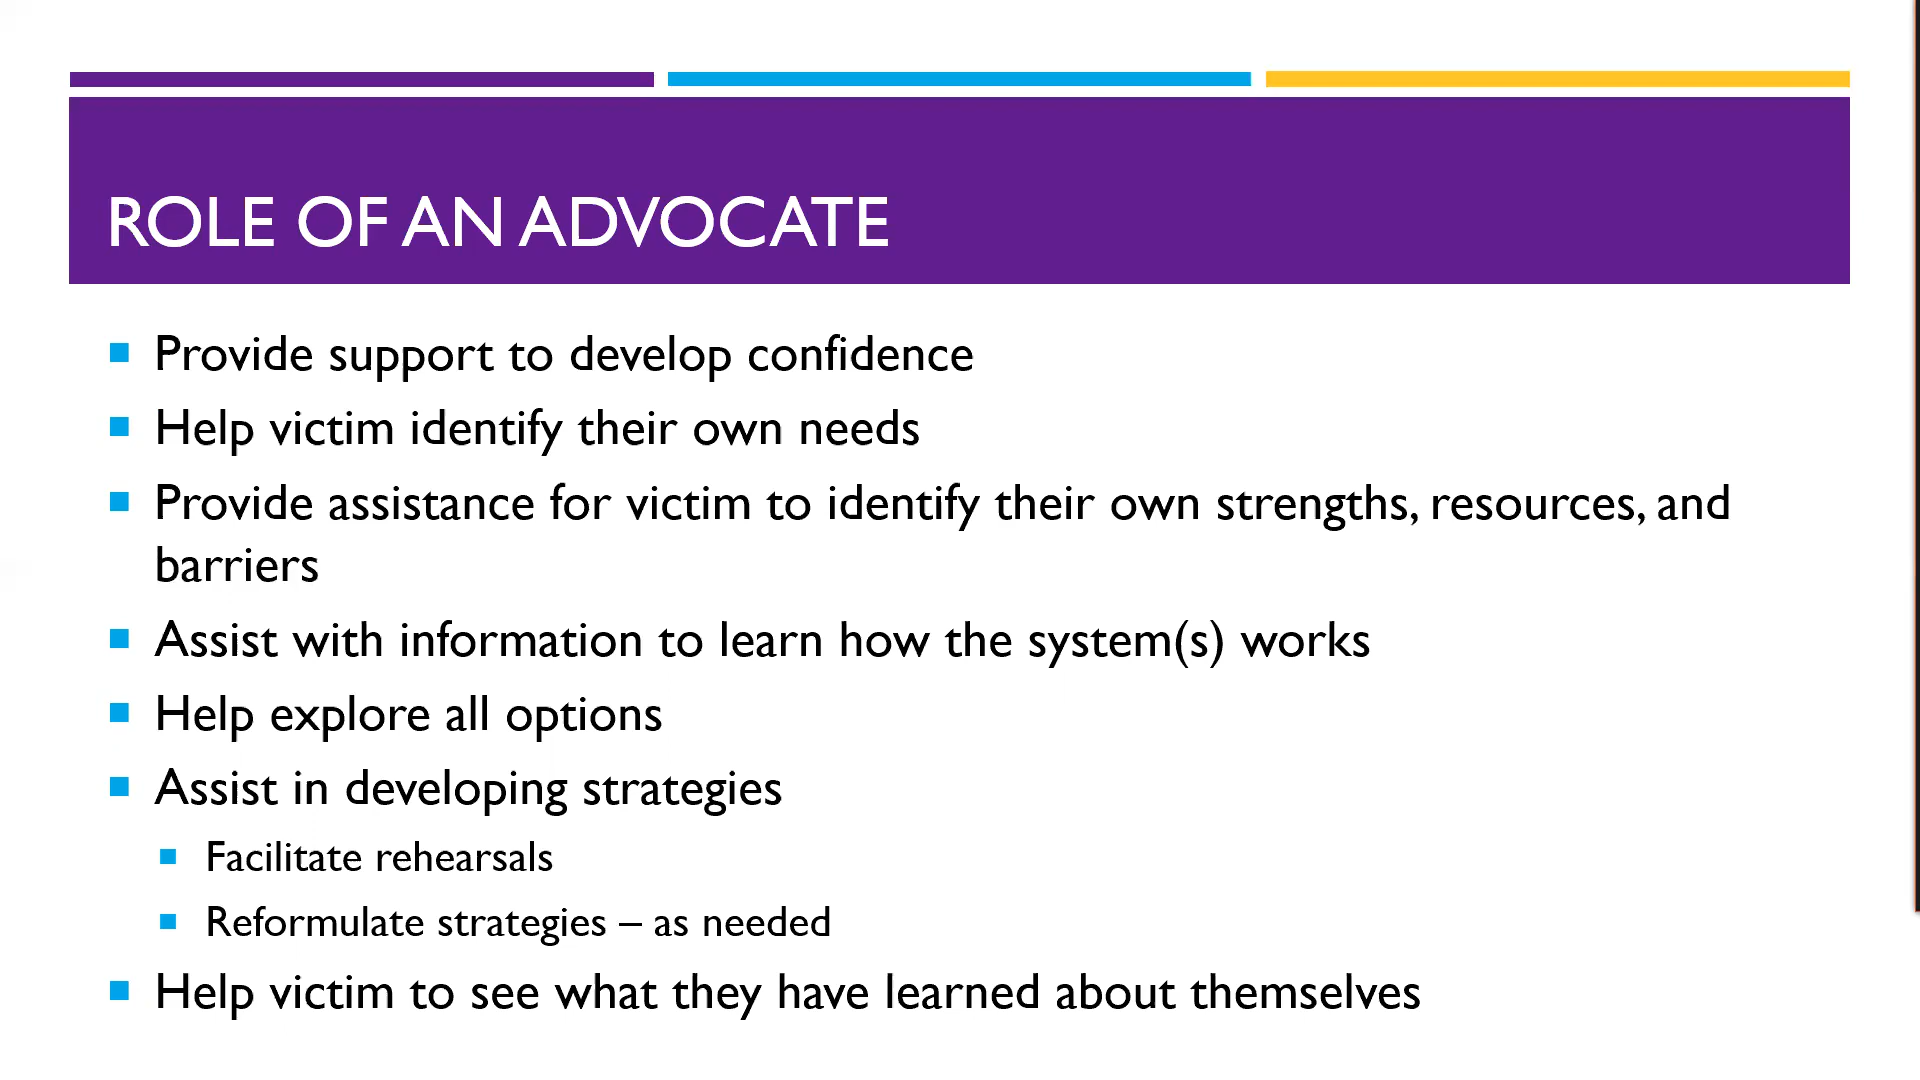 ROLE OF AN ADVOCATE
Provide support to develop confidence
Help victim identify their own needs
Provide assistance for victim to identify their own strengths, resources, and
barriers
Assist with information to learn how the system(s) works
Help explore all options
Assist in developing strategies
Facilitate rehearsals
Reformulate strategies – as needed
Help victim to see what they have learned about themselves